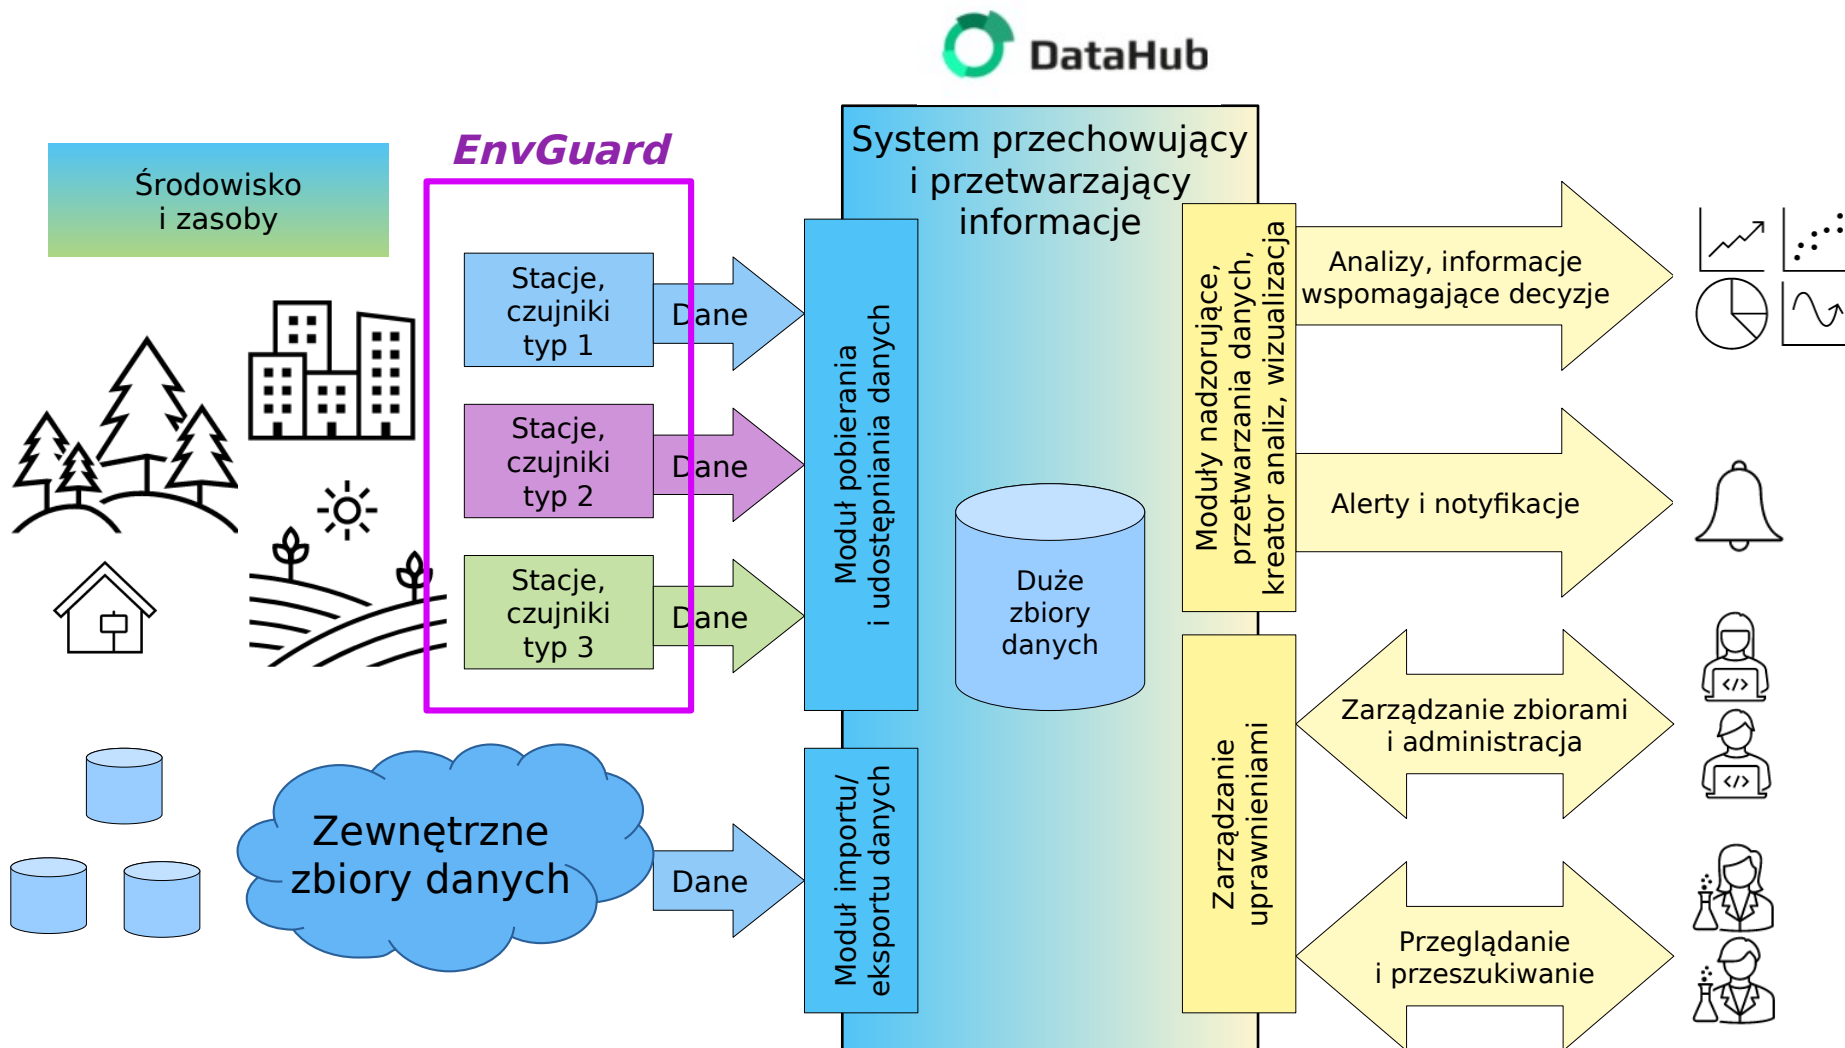 DataHub
Środowisko
i zasoby
EnvGuard
Stacje,
czujniki
typ 1
Dane
Stacje,
czujniki
typ 2
Dane
Stacje,
czujniki
typ 3
Dane
Zewnętrzne
zbiory danych
Dane
System przechowujący
i przetwarzający
informacje
Moduł pobierania
i udostępniania danych
Moduł importu/
eksportu danych
Duże
zbiory
danych
Moduły nadzorujące,
przetwarzania danych,
kreator analiz, wizualizacja
Zarządzanie
uprawnieniami
Analizy, informacje
wspomagające decyzje
Alerty i notyfikacje
Zarządzanie zbiorami
i administracja
</>
</>
Przeglądanie
i przeszukiwanie